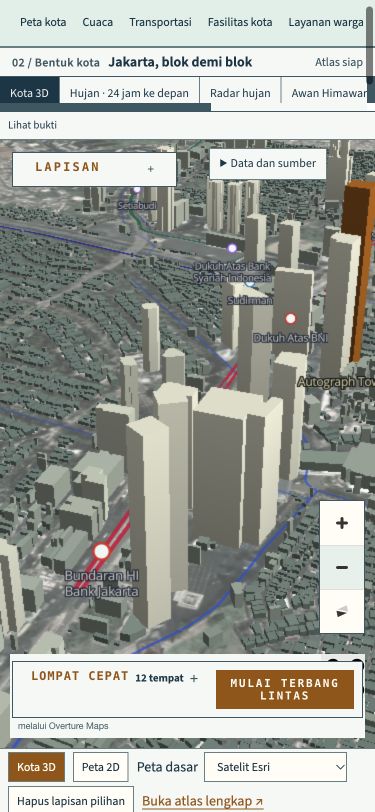 Peta kota Cuaca Transportasi Fasilitas kota Layanan warga
02 / Bentuk kota Jakarta, blok demi blok Atlas siap
Kota 3D Hujan · 24 jam ke depan Radar hujan Awan Himawar
Lihat bukti
LAPISAN +
▶ Data dan sumber
Setiabudi
Dukuh Atas Bank
Syariah Indonesia
Sudirman
Dukuh Atas BNI
Autograph Tow
Bundaran HI
Bank Jakarta
+
−
LOMPAT CEPAT 12 tempat +
MULAI TERBANG
LINTAS
melalui Overture Maps
Kota 3D Peta 2D Peta dasar Satelit Esri
Hapus lapisan pilihan Buka atlas lengkap ↗